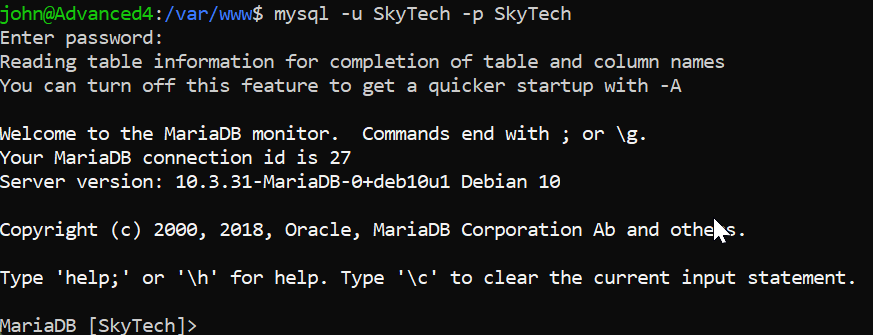 john@Advanced4:/var/www$ mysql -u SkyTech -p SkyTech
Enter password:
Reading table information for completion of table and column names
You can turn off this feature to get a quicker startup with -A
Welcome to the MariaDB monitor.  Commands end with ; or \g.
Your MariaDB connection id is 27
Server version: 10.3.31-MariaDB-0+deb10u1 Debian 10
Copyright (c) 2000, 2018, Oracle, MariaDB Corporation Ab and others.
Type 'help;' or '\h' for help. Type '\c' to clear the current input statement.
MariaDB [SkyTech]>